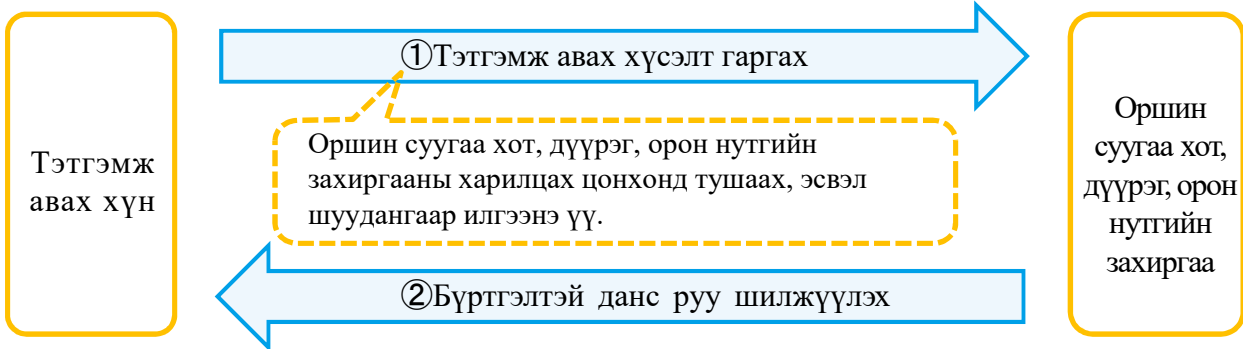 Тэтгэмж
авах хүн
①Тэтгэмж авах хүсэлт гаргах
Оршин суугаа хот, дүүрэг, орон нутгийн
захиргааны харилцах цонхонд тушаах, эсвэл
шуудангаар илгээнэ үү.
②Бүртгэлтэй данс руу шилжүүлэх
Оршин
суугаа хот,
дүүрэг, орон
нутгийн
захиргаа